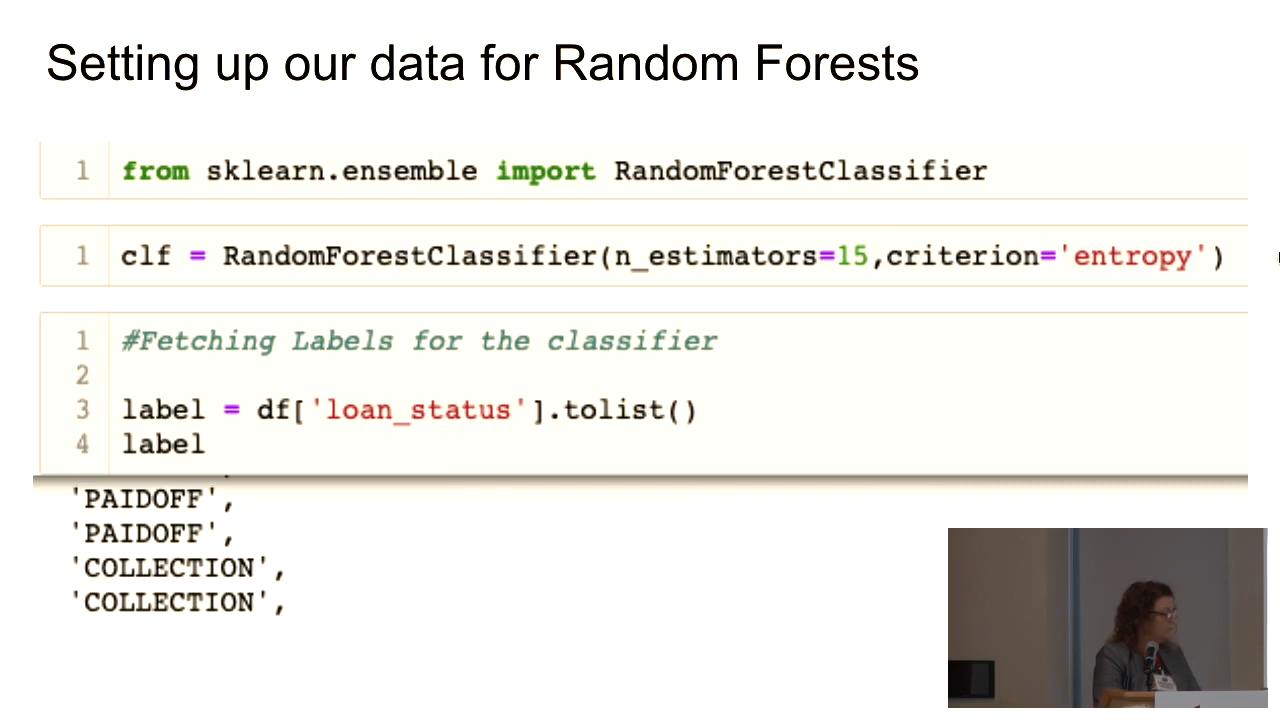 Setting up our data for Random Forests
1 from sklearn.ensemble import RandomForestClassifier
1 clf = RandomForestClassifier(n_estimators=15,criterion='entropy')
1 #Fetching Labels for the classifier
2
3 label = df['loan_status'].tolist()
4 label
'PAIDOFF',
'PAIDOFF',
'COLLECTION',
'COLLECTION',